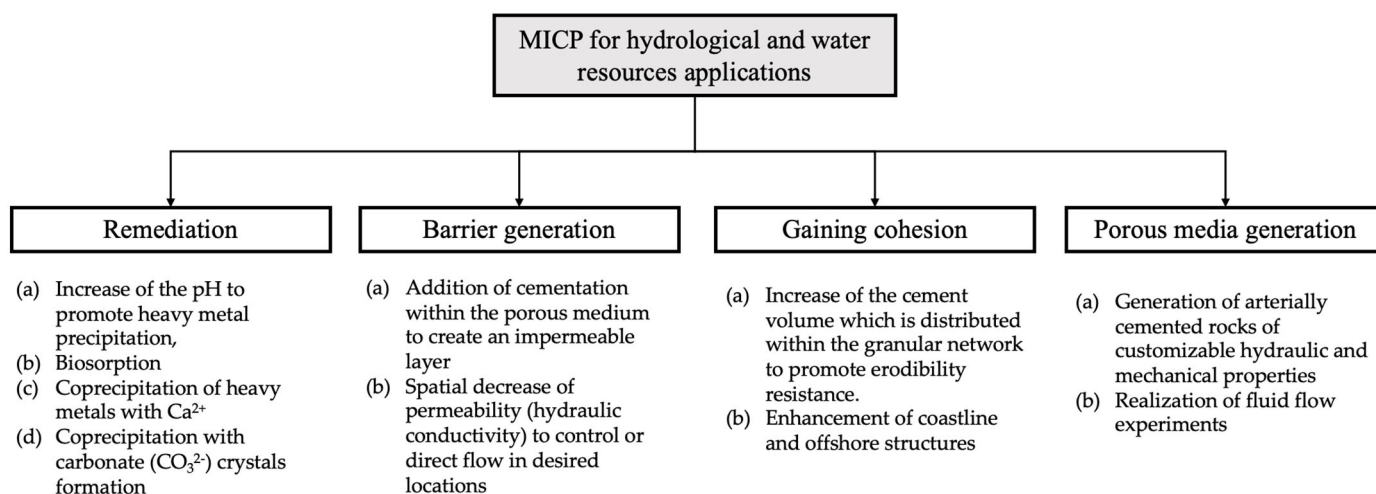 MICP for hydrological and water
resources applications
Remediation
(a) Increase of the pH to
promote heavy metal
precipitation,
(b) Biosorption
(c) Coprecipitation of heavy
metals with Ca²⁺
(d) Coprecipitation with
carbonate (CO₃²⁻) crystals
formation
Barrier generation
(a) Addition of cementation
within the porous medium
to create an impermeable
layer
(b) Spatial decrease of
permeability (hydraulic
conductivity) to control or
direct flow in desired
locations
Gaining cohesion
(a) Increase of the cement
volume which is distributed
within the granular network
to promote erodibility
resistance.
(b) Enhancement of coastline
and offshore structures
Porous media generation
(a) Generation of arterially
cemented rocks of
customizable hydraulic and
mechanical properties
(b) Realization of fluid flow
experiments